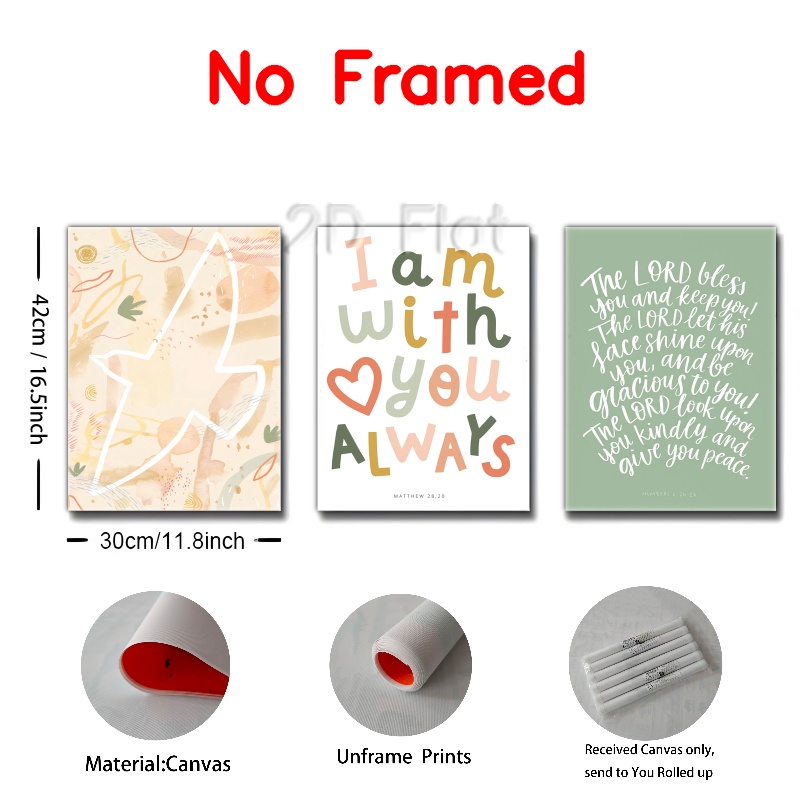 No Framed
2D Flat
42cm / 16.5inch
I am
with
you
ALWAYS
MATTHEW 28.20
The LORD bless
you and keep you!
The LORD let his
face shine upon
you, and be
gracious to you!
The LORD look upon
you kindly and
give you peace.
30cm/11.8inch
Material:Canvas
Unframe Prints
Received Canvas only,
send to You Rolled up